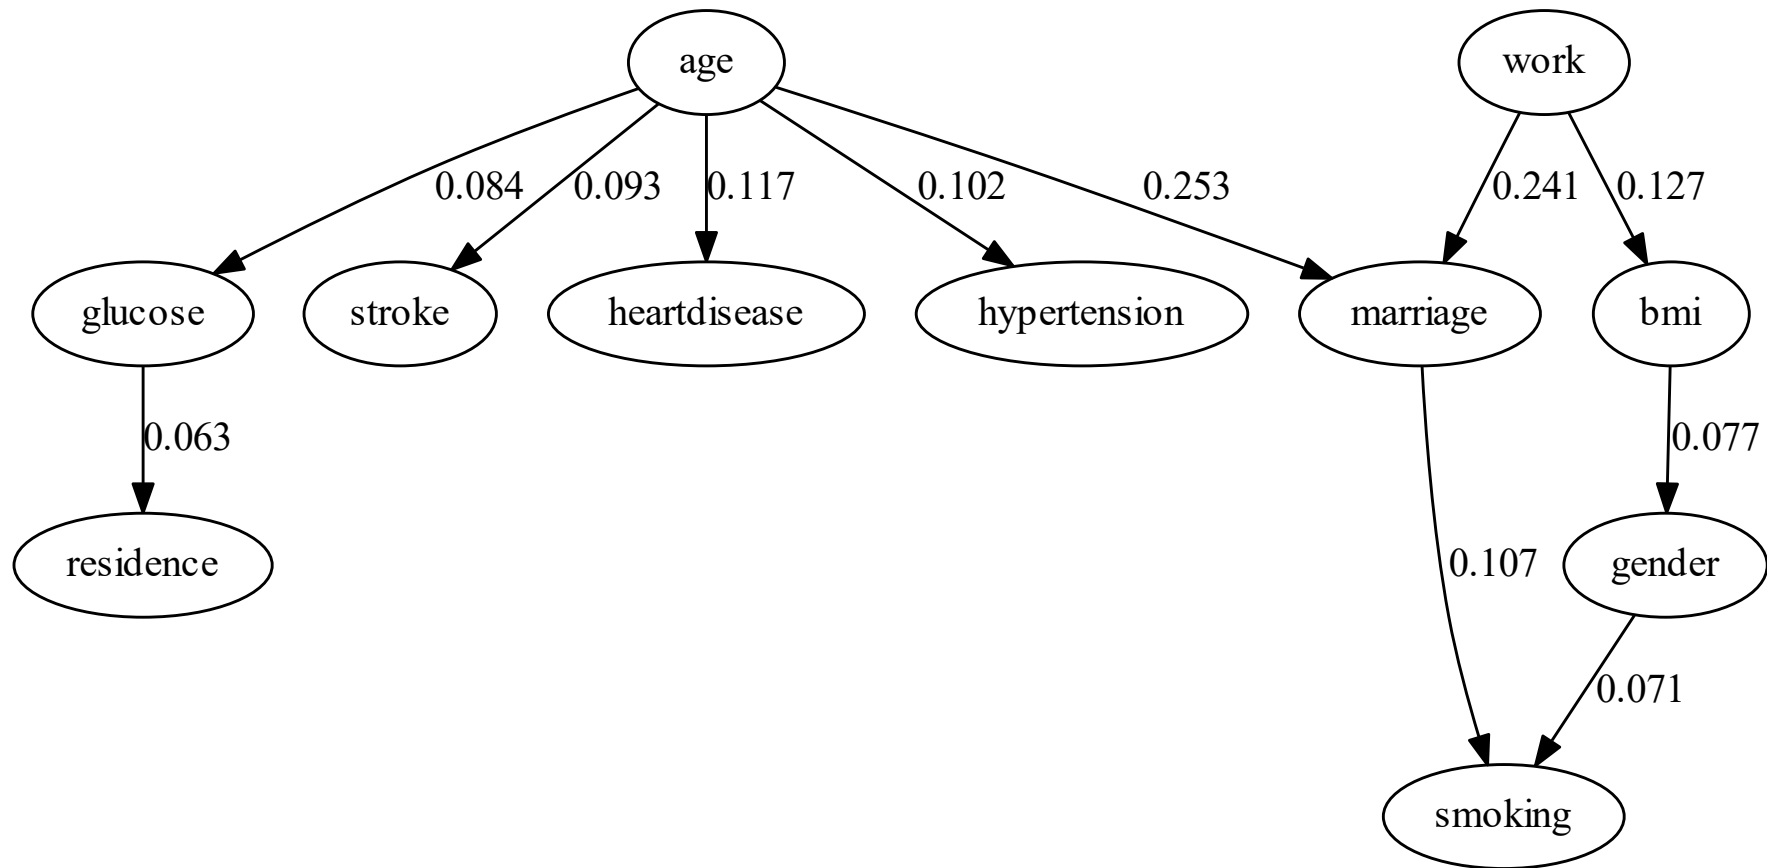 age
work
0.084
0.093
0.117
0.102
0.253
0.241
0.127
glucose
stroke
heartdisease
hypertension
marriage
bmi
0.063
0.077
residence
0.107
gender
0.071
smoking